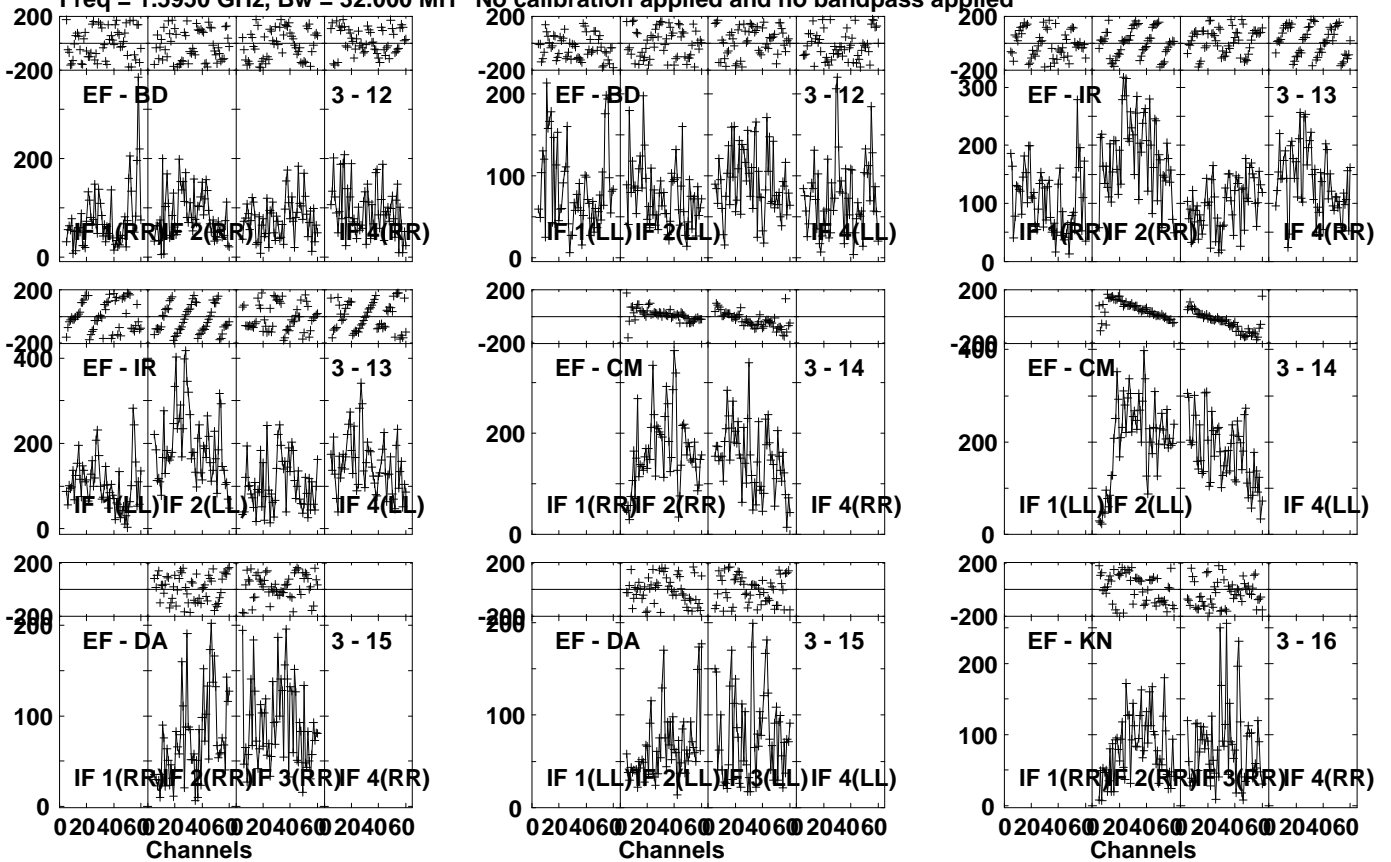 Freq = 1.5950 GHz, Bw = 32.000 MH No calibration applied and no bandpass applied
200
-200
EF - BD 3 - 12
200
0
IF 1(RR) IF 2(RR) IF 4(RR)
200
-200
EF - BD 3 - 12
200
100
0
IF 1(LL) IF 2(LL) IF 4(LL)
200
-200
EF - IR 3 - 13
300
200
100
0
IF 1(RR) IF 2(RR) IF 4(RR)
200
-200
EF - IR 3 - 13
400
200
0
IF 1(LL) IF 2(LL) IF 4(LL)
200
-200
EF - CM 3 - 14
200
0
IF 1(RR) IF 2(RR) IF 4(RR)
200
-200
EF - CM 3 - 14
400
200
0
IF 1(LL) IF 2(LL) IF 4(LL)
200
-200
EF - DA 3 - 15
200
100
0
IF 1(RR) IF 2(RR) IF 3(RR) IF 4(RR)
0 20 40 60 0 20 40 60 0 20 40 60 0 20 40 60
Channels
200
-200
EF - DA 3 - 15
200
100
0
IF 1(LL) IF 2(LL) IF 3(LL) IF 4(LL)
0 20 40 60 0 20 40 60 0 20 40 60 0 20 40 60
Channels
200
-200
EF - KN 3 - 16
200
100
0
IF 1(RR) IF 2(RR) IF 3(RR) IF 4(RR)
0 20 40 60 0 20 40 60 0 20 40 60 0 20 40 60
Channels